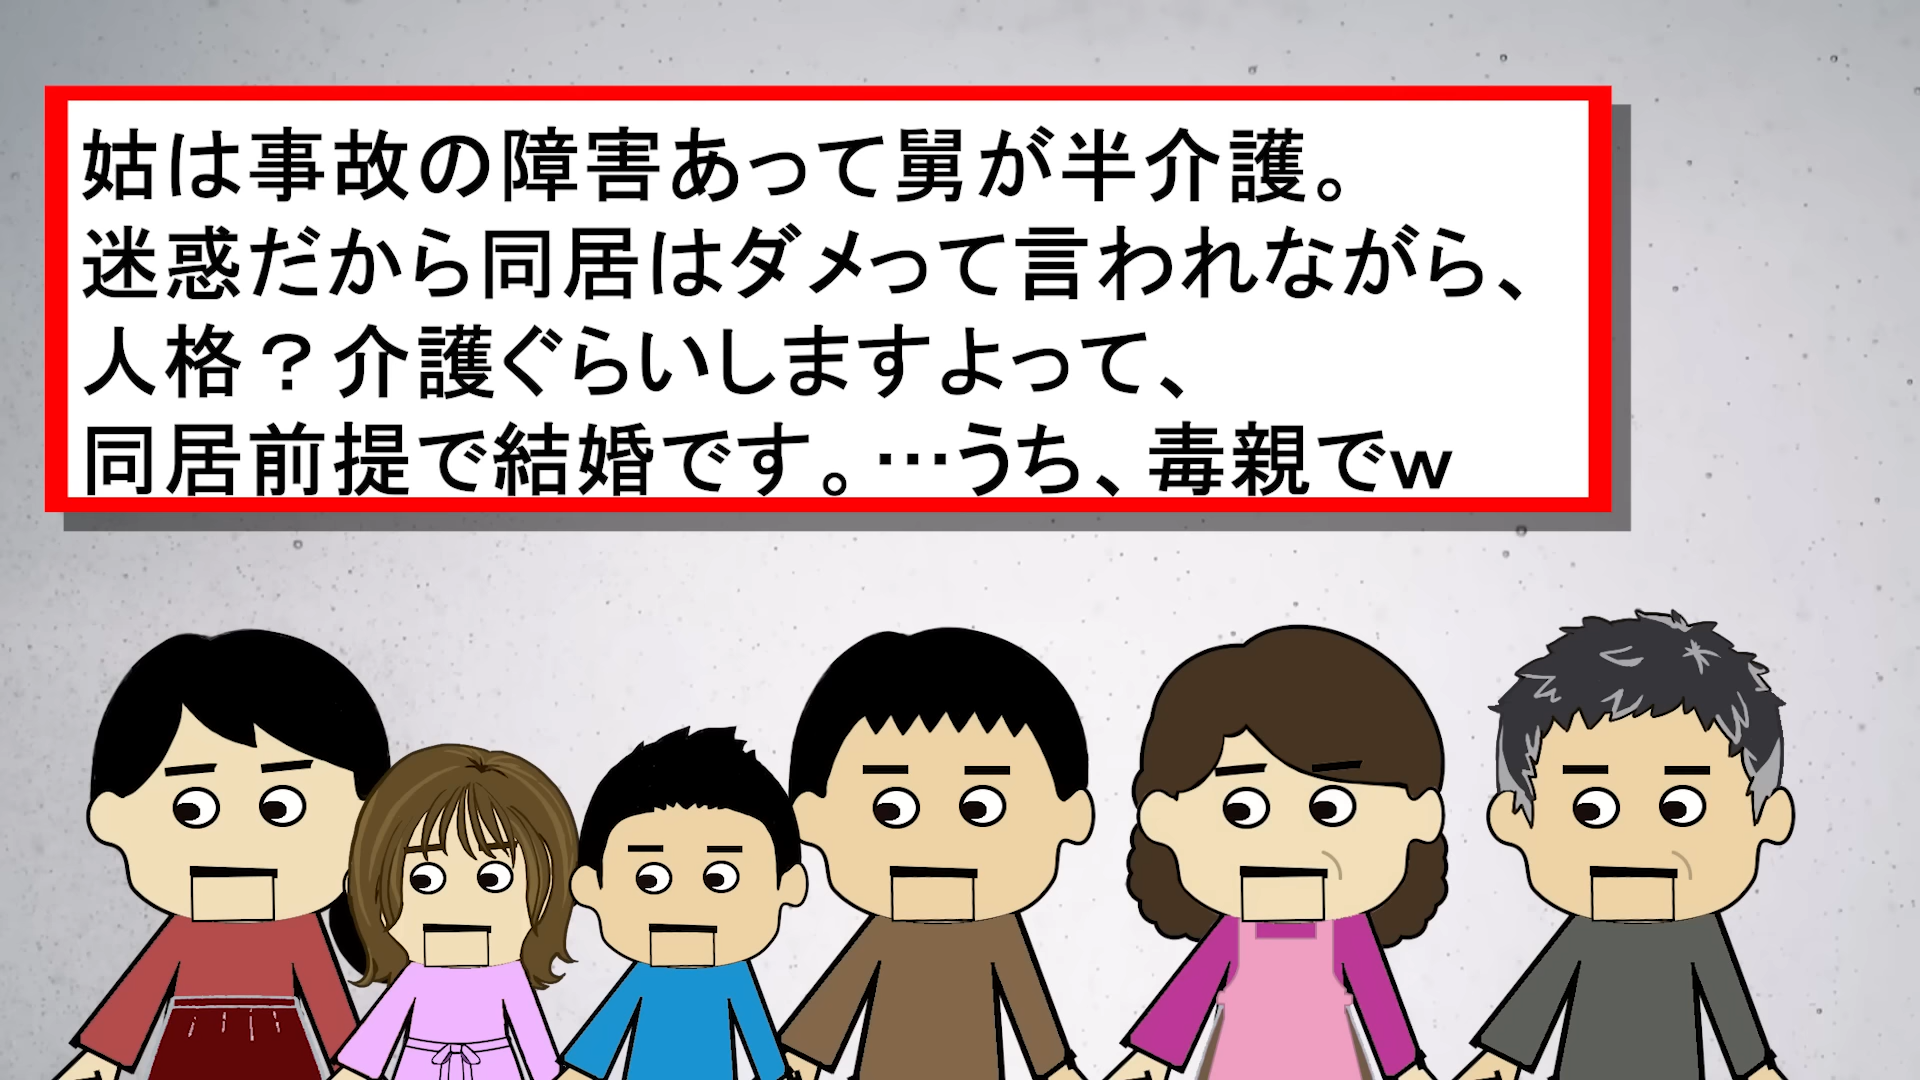 姑は事故の障害あって舅が半介護。
迷惑だから同居はダメって言われながら、
人格？介護ぐらいしますよって、
同居前提で結婚です。…うち、毒親でｗ